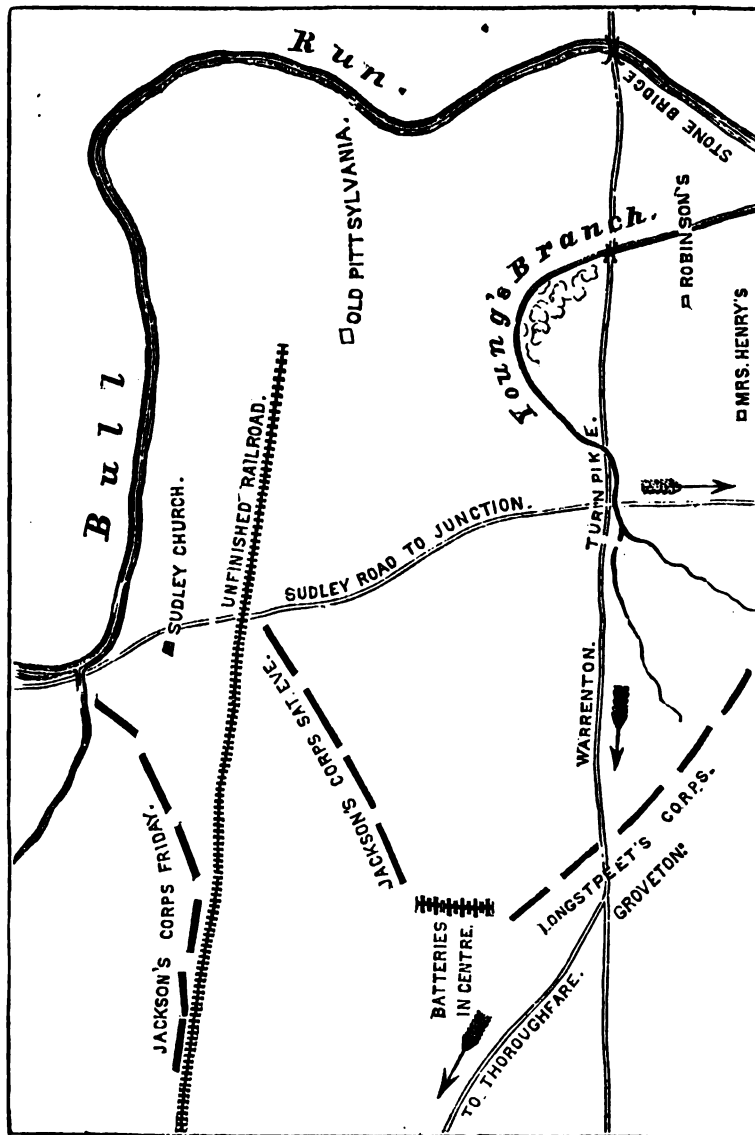 Bull Run.
STONE BRIDGE
OLD PITTSYLVANIA.
Young's Branch.
ROBINSON'S
MRS. HENRY'S
UNFINISHED RAILROAD.
SUDLEY CHURCH.
SUDLEY ROAD TO JUNCTION.
WARRENTON. TURNPIKE.
JACKSON'S CORPS SAT. EVE.
JACKSON'S CORPS FRIDAY.
LONGSTREET'S CORPS.
GROVETON.
BATTERIES
IN CENTRE.
TO THOROUGHFARE.